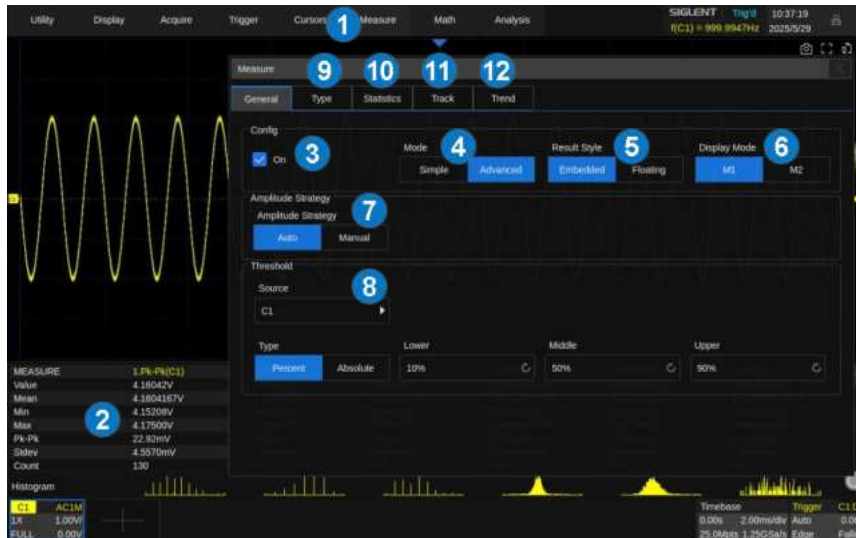 Utility Display Acquire Trigger Cursors 1 Measure Math Analysis SIGLENT Trig'd 10:37:19
f(C1) = 999.9947Hz 2025/5/29
Measure 9 10 11 12
General Type Statistics Track Trend
Config
On 3 Mode 4 Result Style 5 Display Mode 6
Simple Advanced Embedded Floating M1 M2
Amplitude Strategy
Amplitude Strategy 7
Auto Manual
Threshold
Source 8
C1
Type Lower Middle Upper
Percent Absolute 10% 50% 90%
MEASURE 1.Pk-Pk(C1)
Value 4.16042V
Mean 4.1604167V
Min 4.15208V
Max 2 4.17500V
Pk-Pk 22.92mV
Stdev 4.5570mV
Count 130
Histogram
C1 AC1M Timebase Trigger C1
1X 1.00V/ 0.00s 2.00ms/div Auto
FULL 0.00V 25.0Mpts 1.25GSa/s Edge